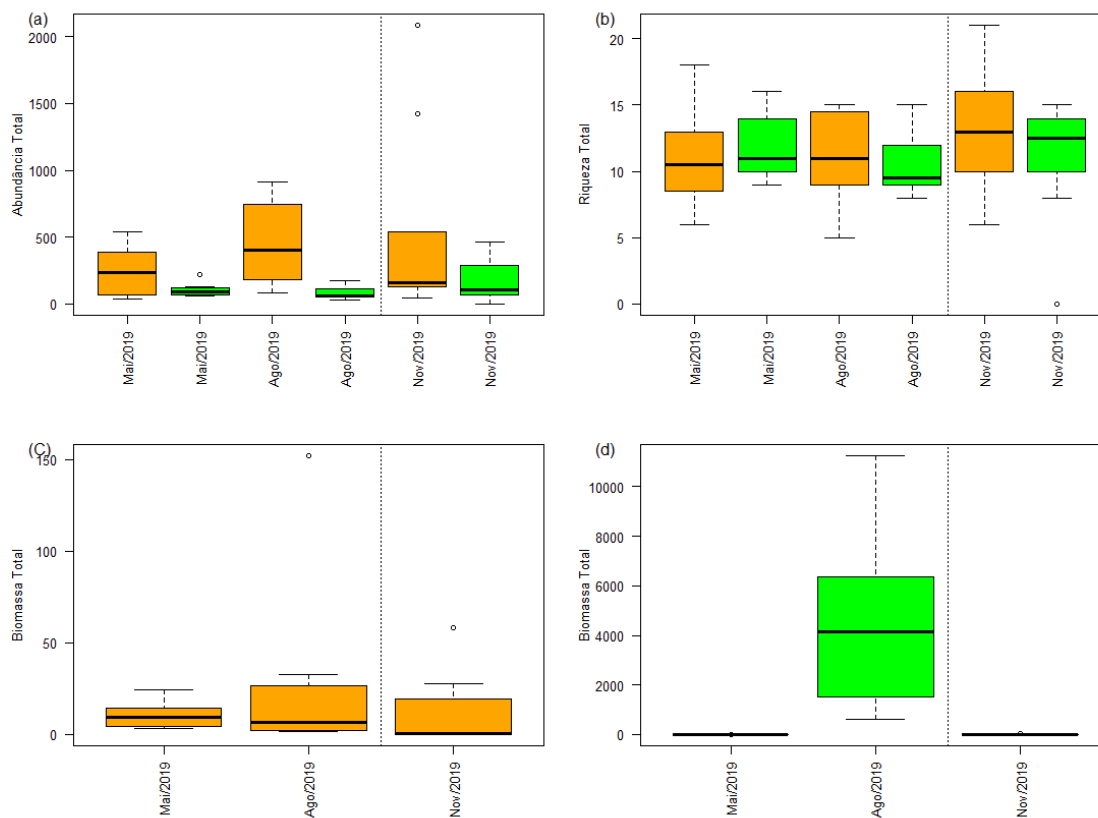 (a)
Abundância Total
2000
1500
1000
500
0
Mai/2019
Mai/2019
Ago/2019
Ago/2019
Nov/2019
Nov/2019
(b)
Riqueza Total
20
15
10
5
0
Mai/2019
Mai/2019
Ago/2019
Ago/2019
Nov/2019
Nov/2019
(C)
Biomassa Total
150
100
50
0
Mai/2019
Ago/2019
Nov/2019
(d)
Biomassa Total
10000
8000
6000
4000
2000
0
Mai/2019
Ago/2019
Nov/2019